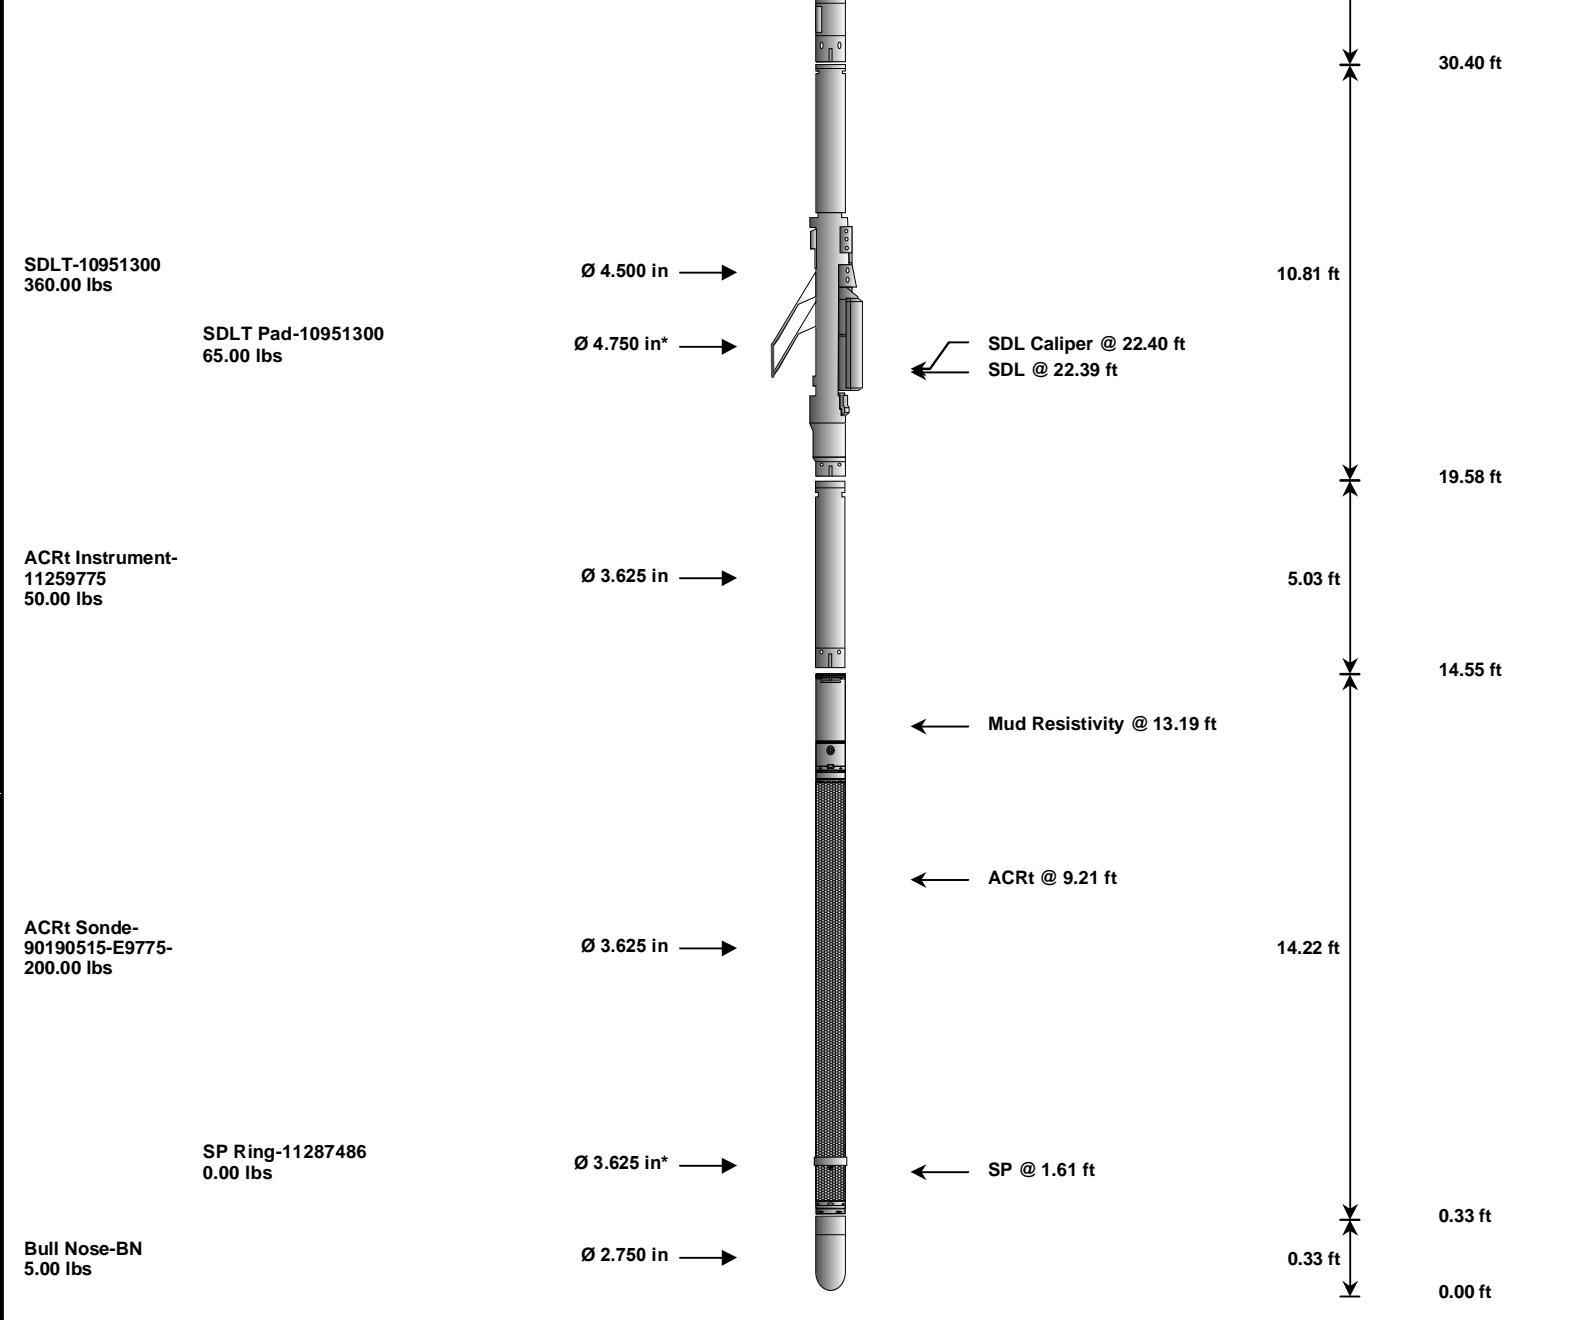 30.40 ft
SDLT-10951300
360.00 lbs
Ø 4.500 in
10.81 ft
SDLT Pad-10951300
65.00 lbs
Ø 4.750 in*
SDL Caliper @ 22.40 ft
SDL @ 22.39 ft
19.58 ft
ACRt Instrument-
11259775
50.00 lbs
Ø 3.625 in
5.03 ft
14.55 ft
Mud Resistivity @ 13.19 ft
ACRt @ 9.21 ft
ACRt Sonde-
90190515-E9775-
200.00 lbs
Ø 3.625 in
14.22 ft
SP Ring-11287486
0.00 lbs
Ø 3.625 in*
SP @ 1.61 ft
0.33 ft
Bull Nose-BN
5.00 lbs
Ø 2.750 in
0.33 ft
0.00 ft